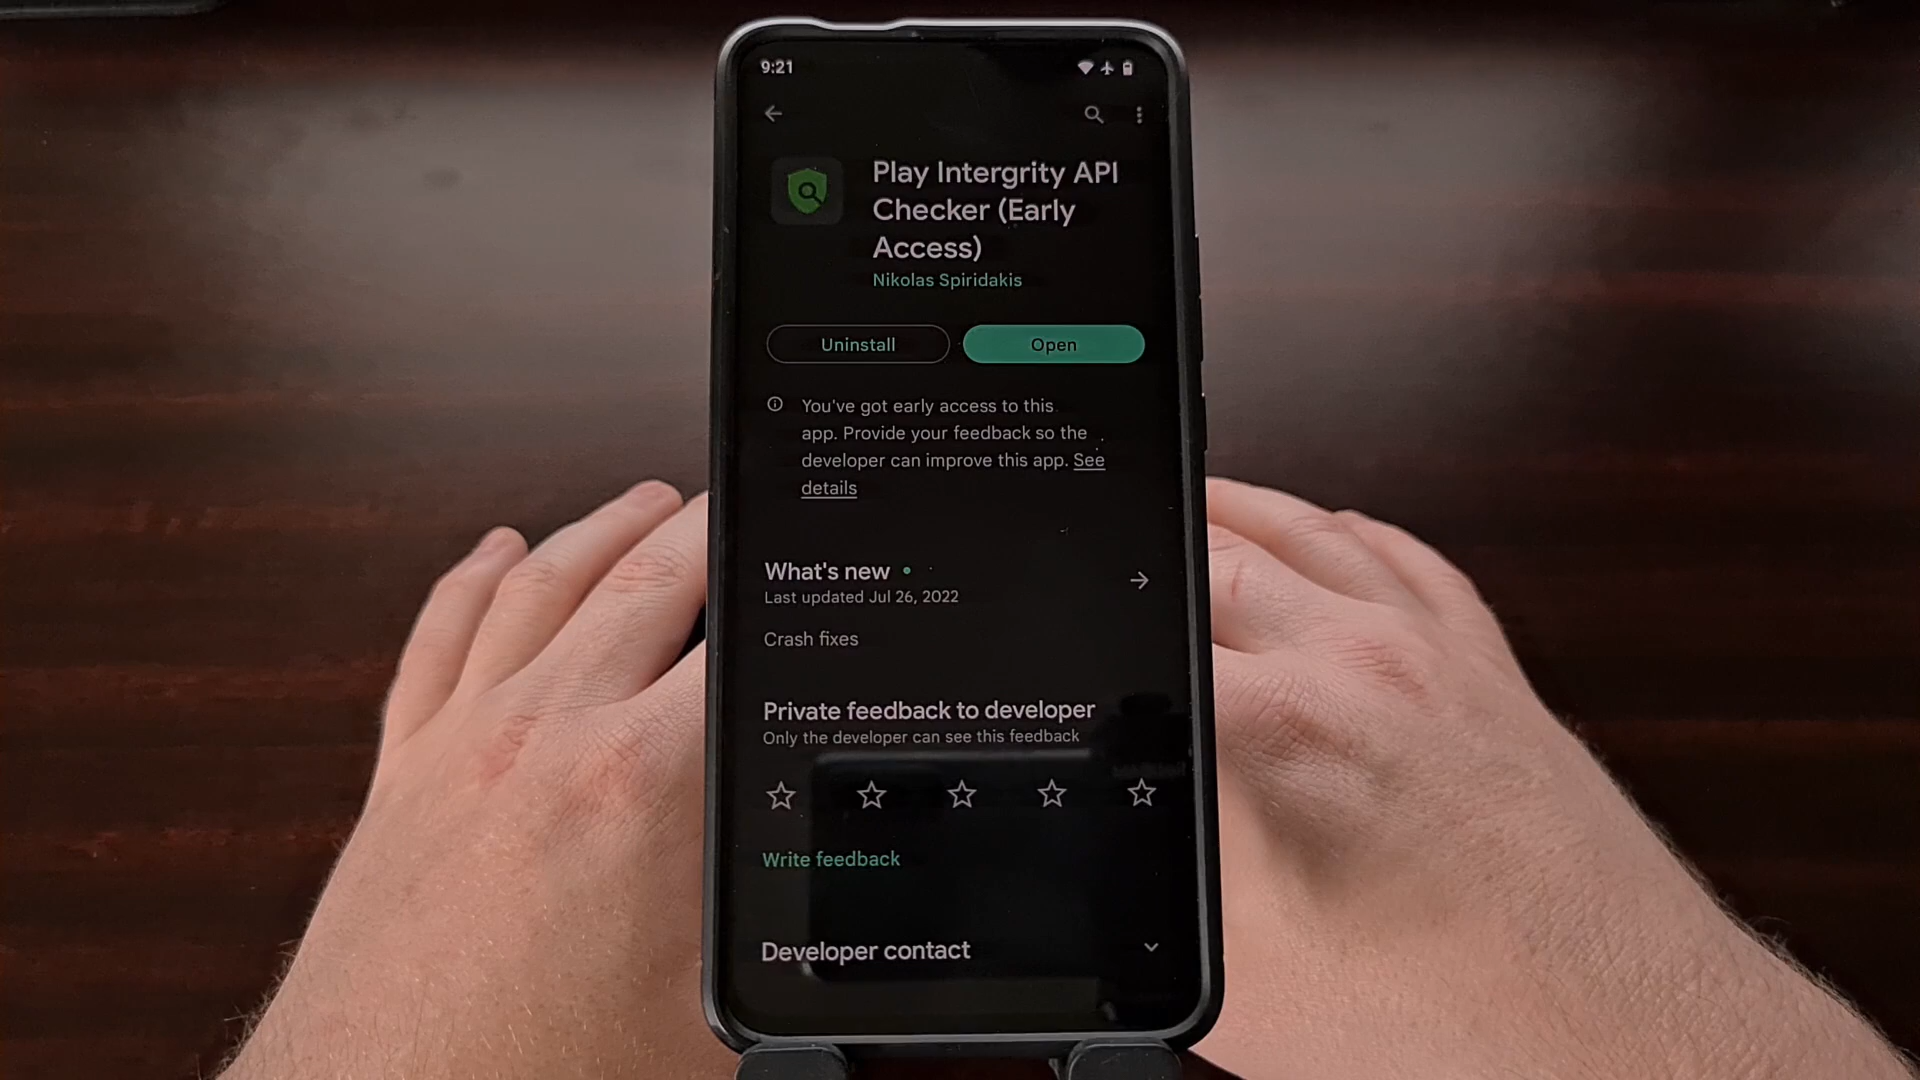 9:21
Play Intergrity API
Checker (Early
Access)
Nikolas Spiridakis
Uninstall
Open
You've got early access to this
app. Provide your feedback so the
developer can improve this app. See
details
What's new
Last updated Jul 26, 2022
Crash fixes
Private feedback to developer
Only the developer can see this feedback
Write feedback
Developer contact